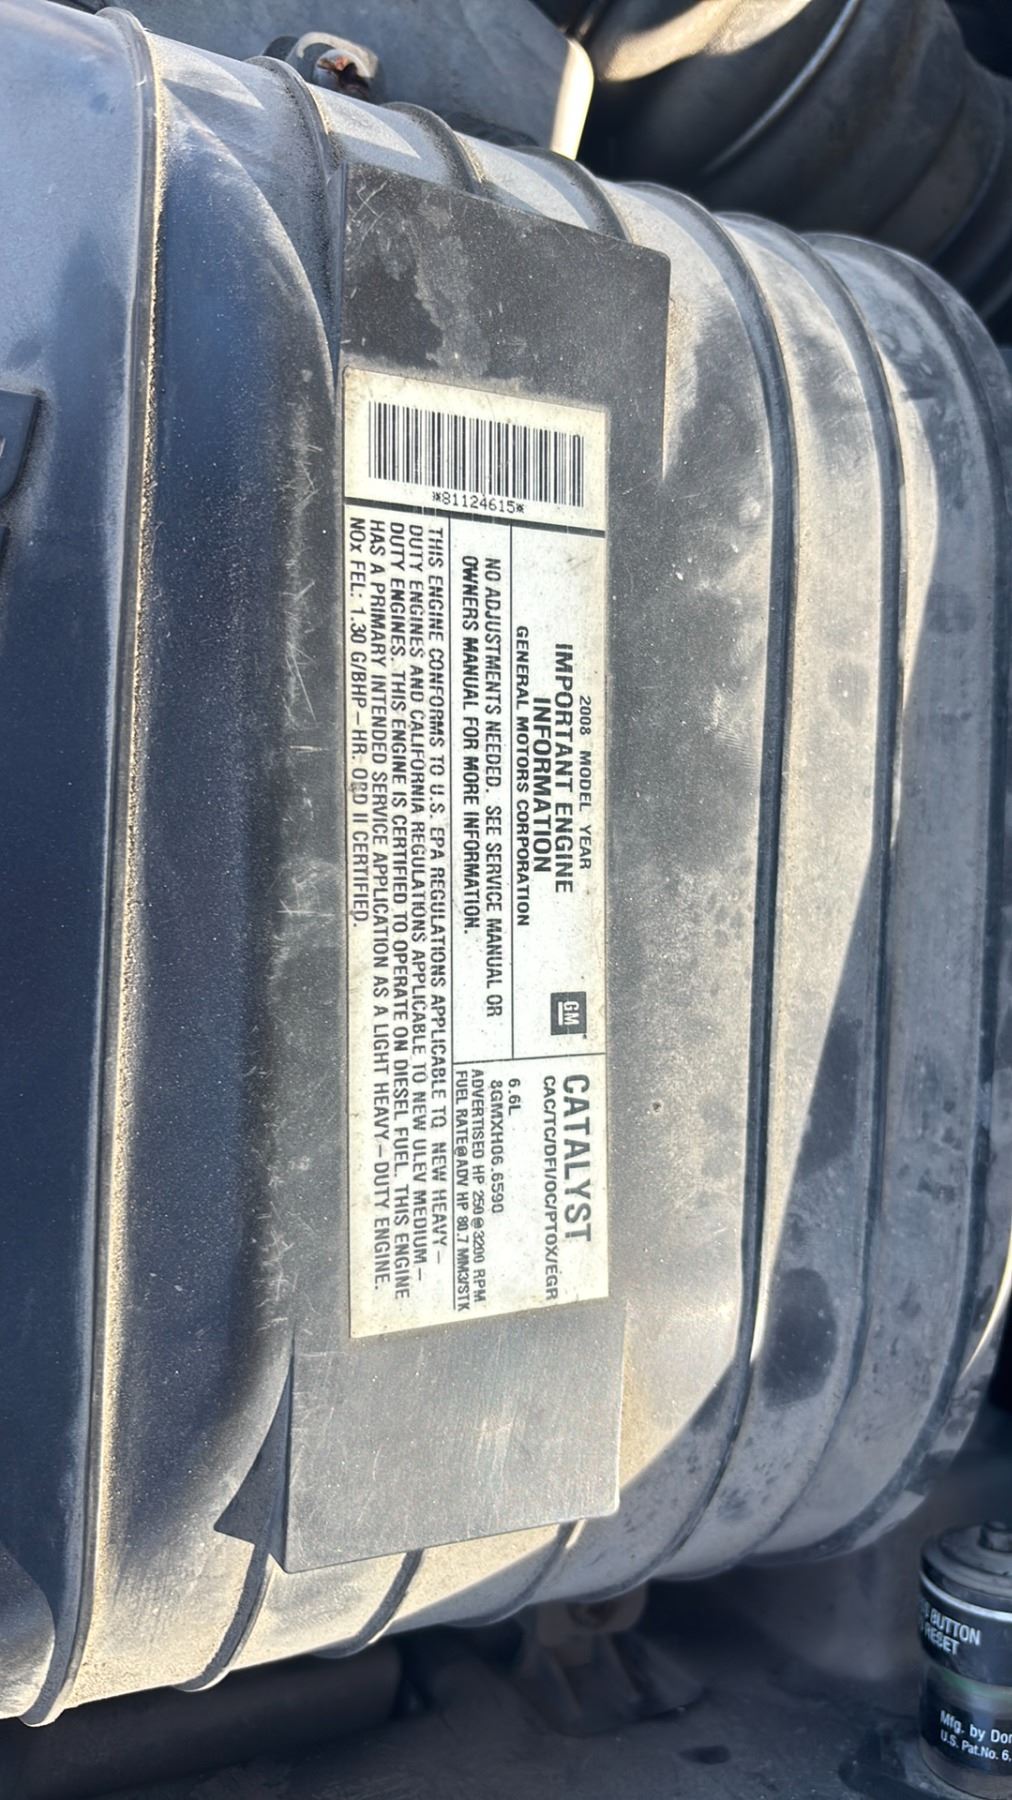 *81124615*
2008 MODEL YEAR
IMPORTANT ENGINE
INFORMATION
GENERAL MOTORS CORPORATION
GM
NO ADJUSTMENTS NEEDED. SEE SERVICE MANUAL OR
OWNERS MANUAL FOR MORE INFORMATION.
CATALYST
CAC/TC/DFI/OC/PTOX/EGR
6.6L
8GMXH06.6590
ADVERTISED HP 250@3200 RPM
FUEL RATE@ADV HP 80.7 MM3/STK
THIS ENGINE CONFORMS TO U.S. EPA REGULATIONS APPLICABLE TO NEW HEAVY-
DUTY ENGINES AND CALIFORNIA REGULATIONS APPLICABLE TO NEW ULEV MEDIUM-
DUTY ENGINES. THIS ENGINE IS CERTIFIED TO OPERATE ON DIESEL FUEL. THIS ENGINE
HAS A PRIMARY INTENDED SERVICE APPLICATION AS A LIGHT HEAVY-DUTY ENGINE.
NOx FEL: 1.30 G/BHP-HR. OBD II CERTIFIED.
BUTTON
RESET
Mfg. by Don
U.S. Pat.No. 6,